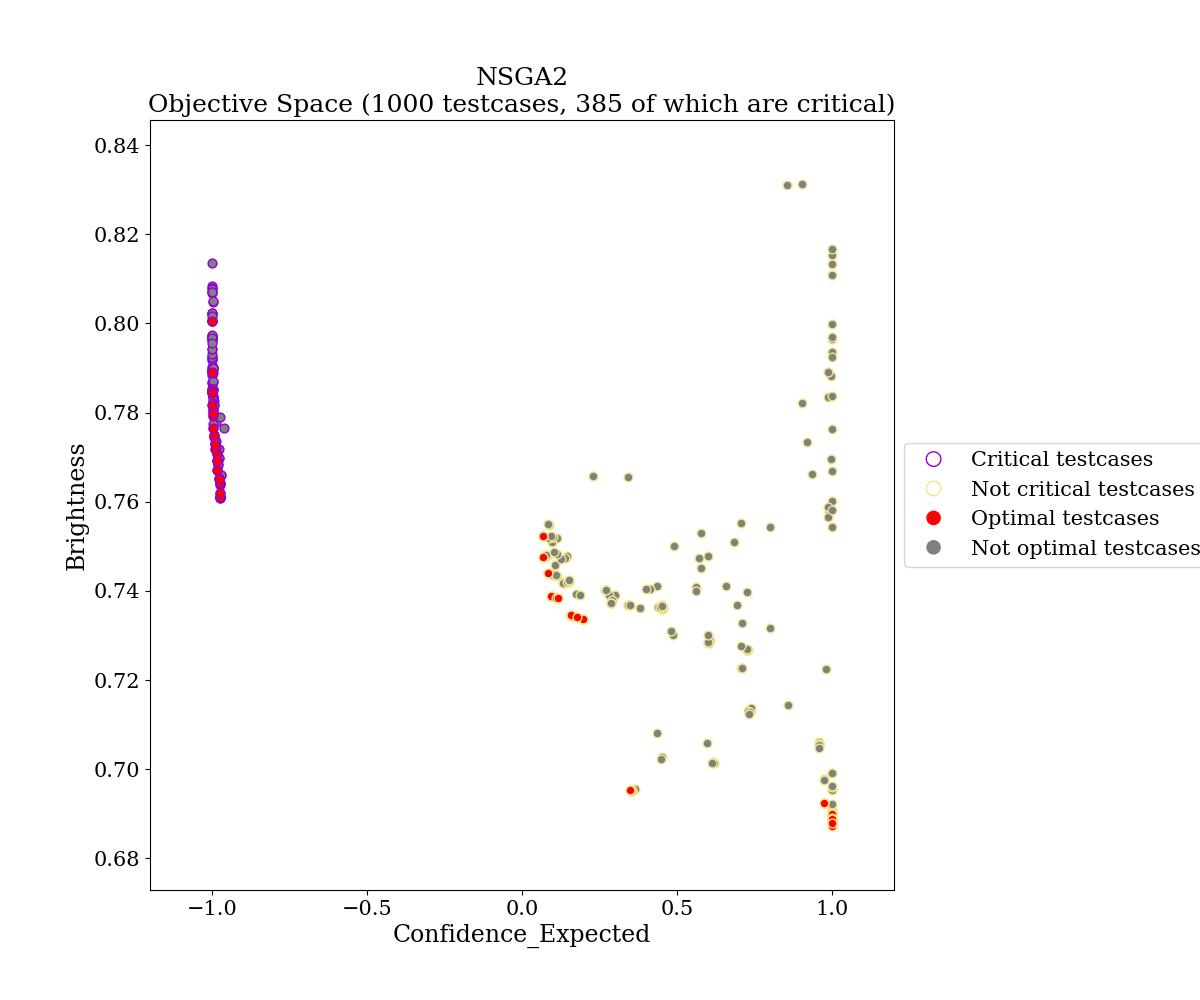 NSGA2
Objective Space (1000 testcases, 385 of which are critical)
0.84
0.82
0.80
0.78
0.76
0.74
0.72
0.70
0.68
Brightness
−1.0
−0.5
0.0
0.5
1.0
Confidence_Expected
Critical testcases
Not critical testcases
Optimal testcases
Not optimal testcases